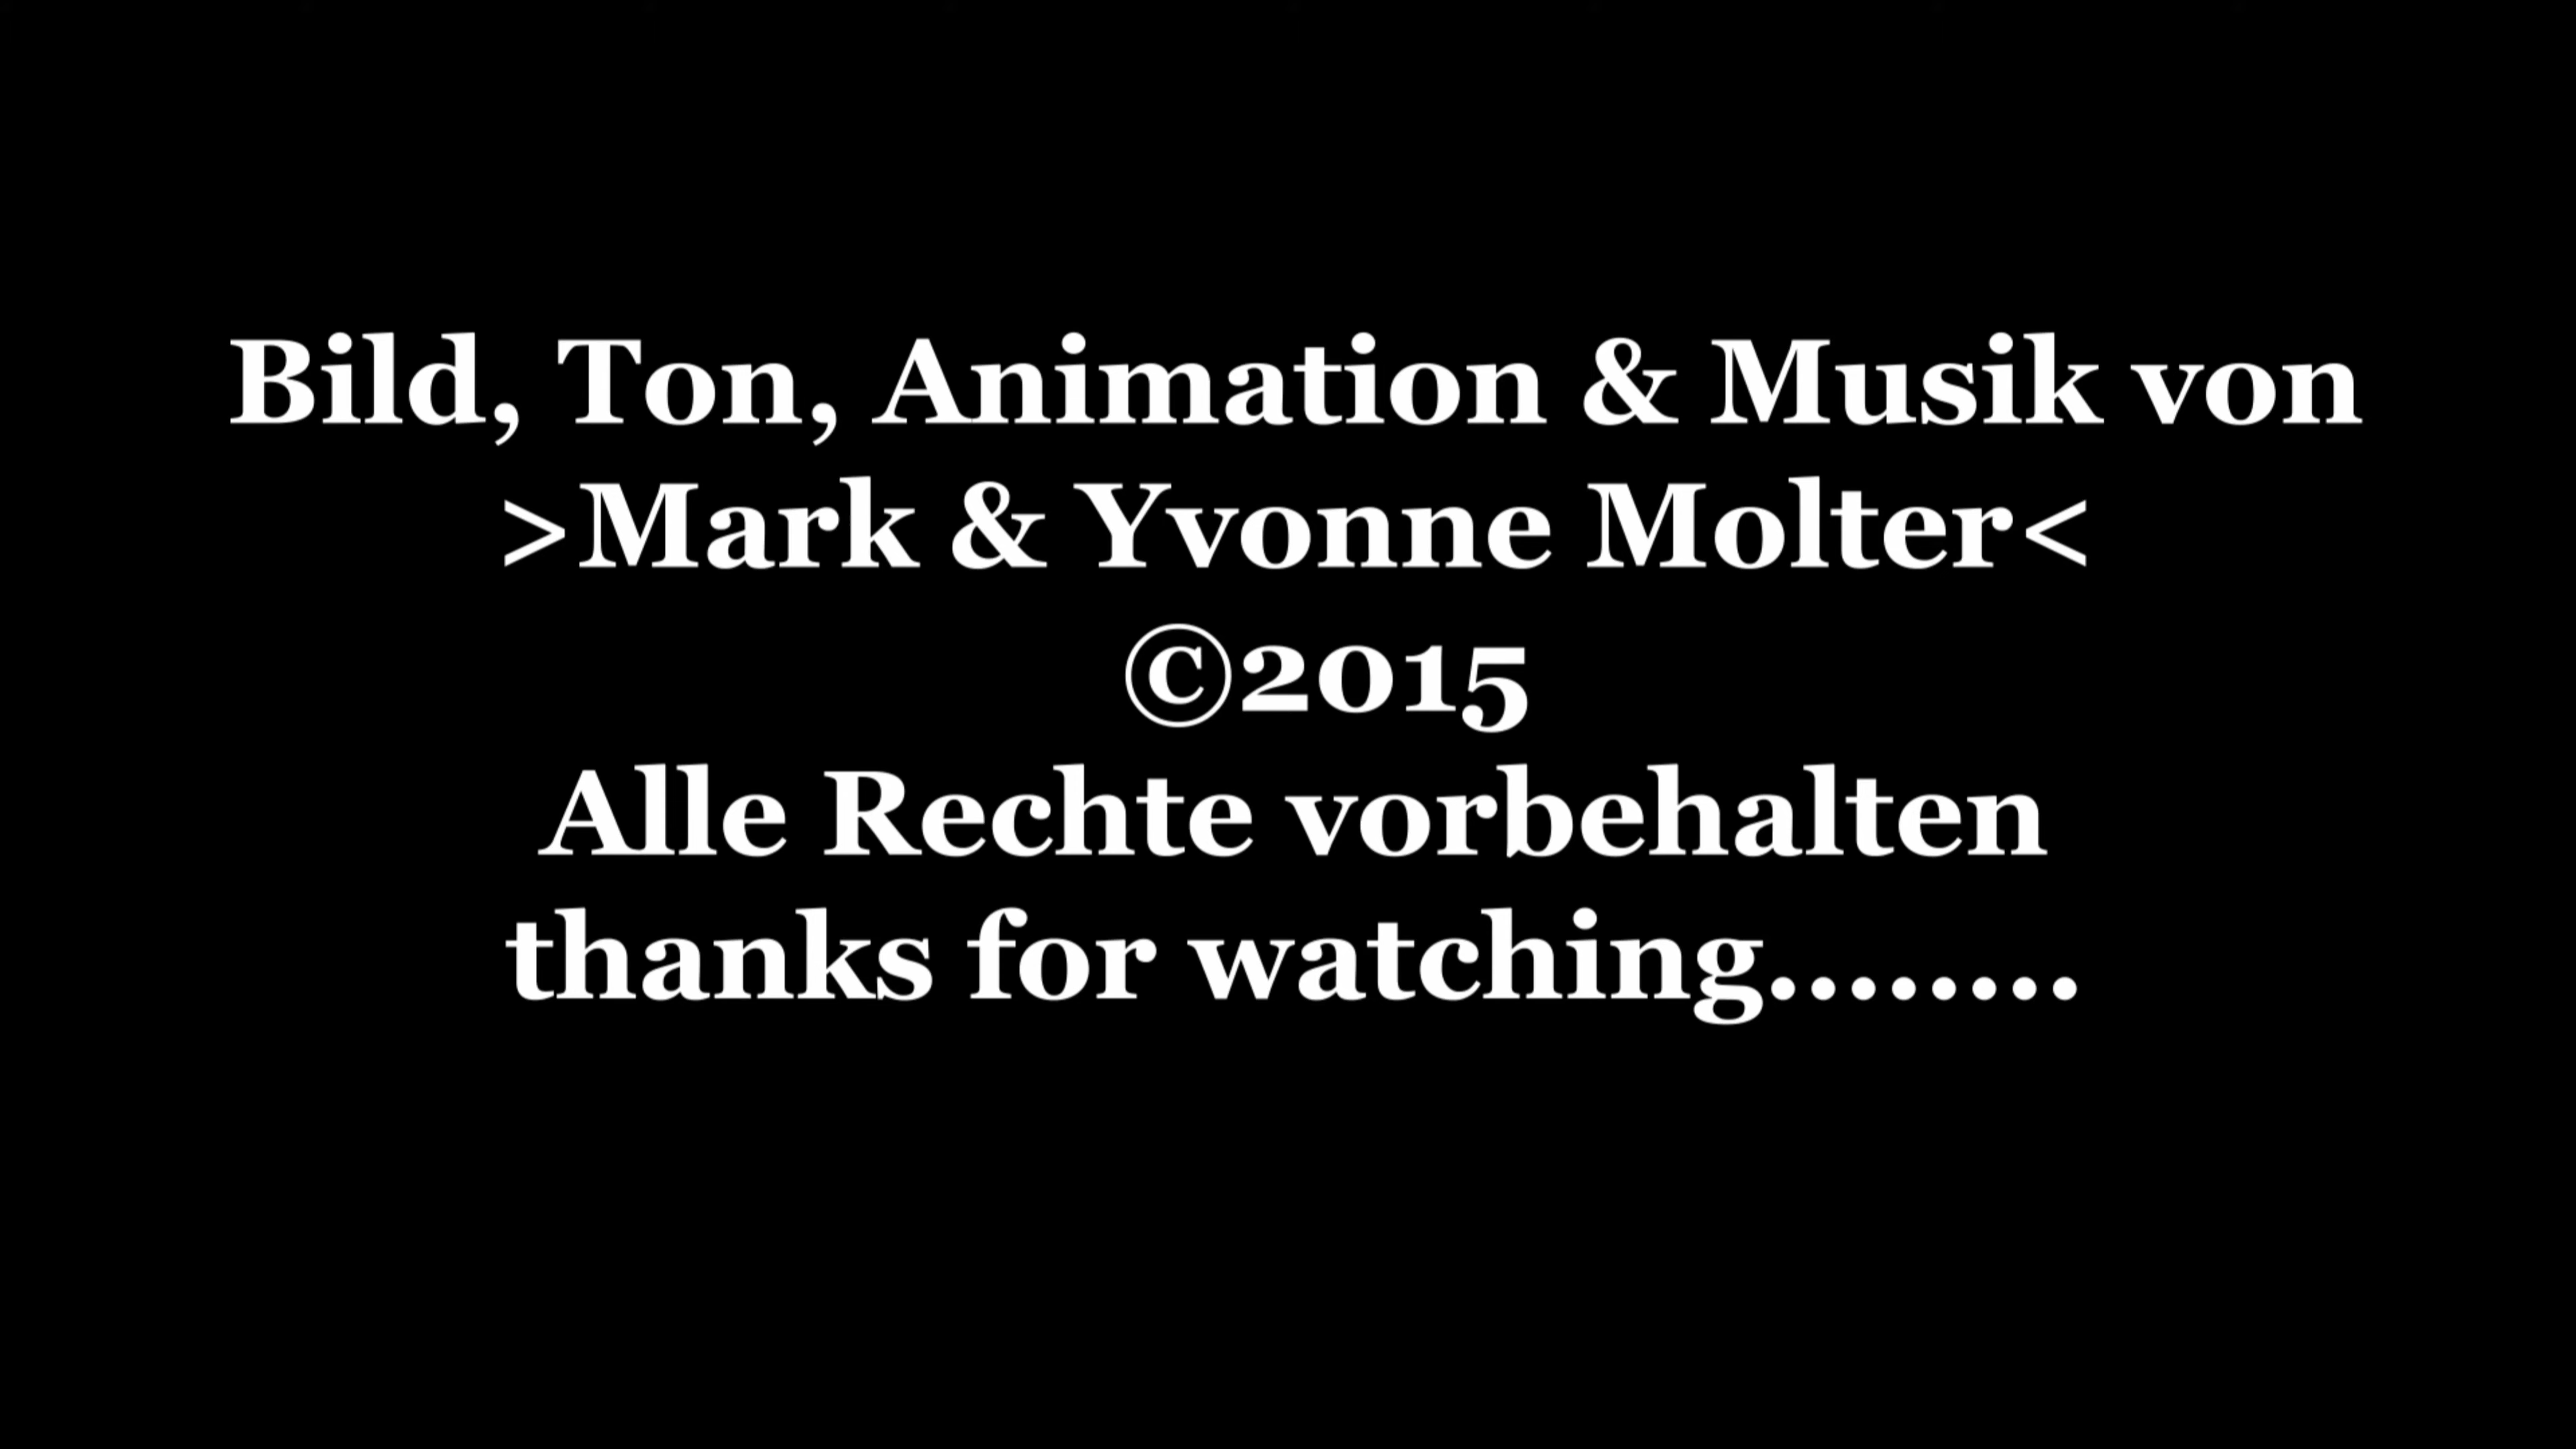 Bild, Ton, Animation & Musik von
>Mark & Yvonne Molter<
©2015
Alle Rechte vorbehalten
thanks for watching........